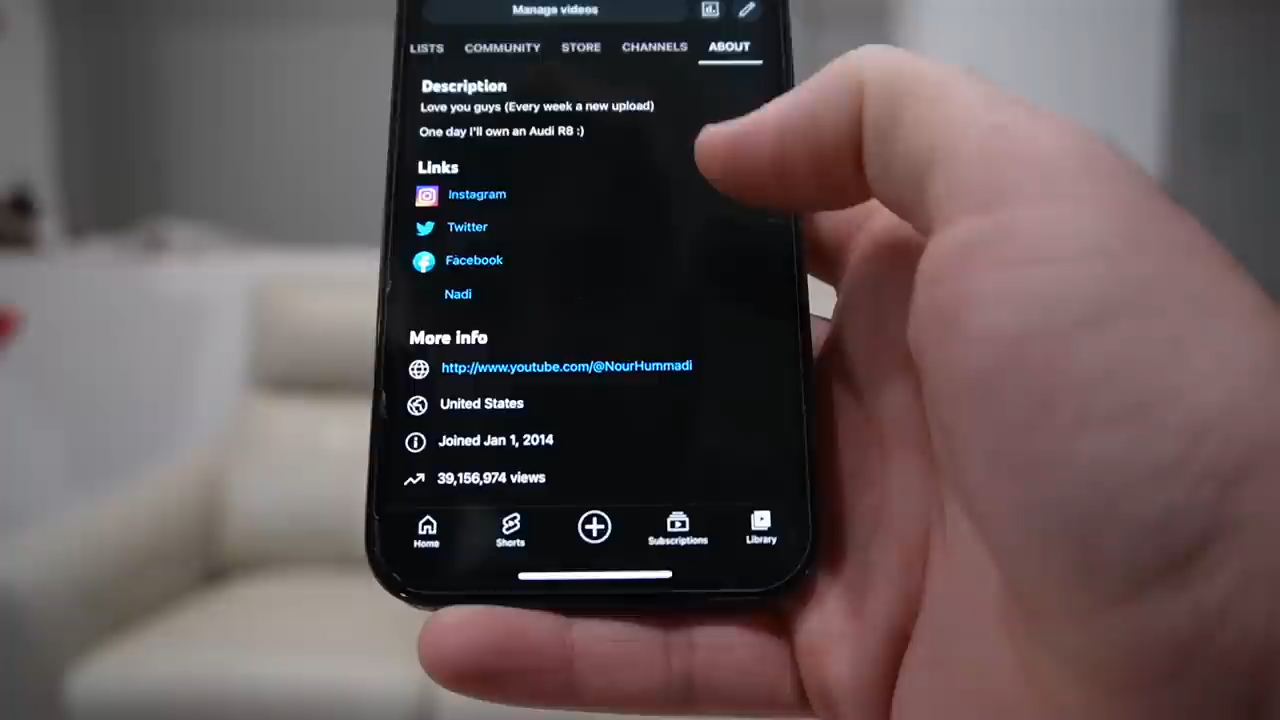 Manage videos
LISTS COMMUNITY STORE CHANNELS ABOUT
Description
Love you guys (Every week a new upload)
One day I'll own an Audi R8 :)
Links
Instagram
Twitter
Facebook
Nadi
More info
http://www.youtube.com/@NourHummadi
United States
Joined Jan 1, 2014
39,156,974 views
Home Shorts Subscriptions Library